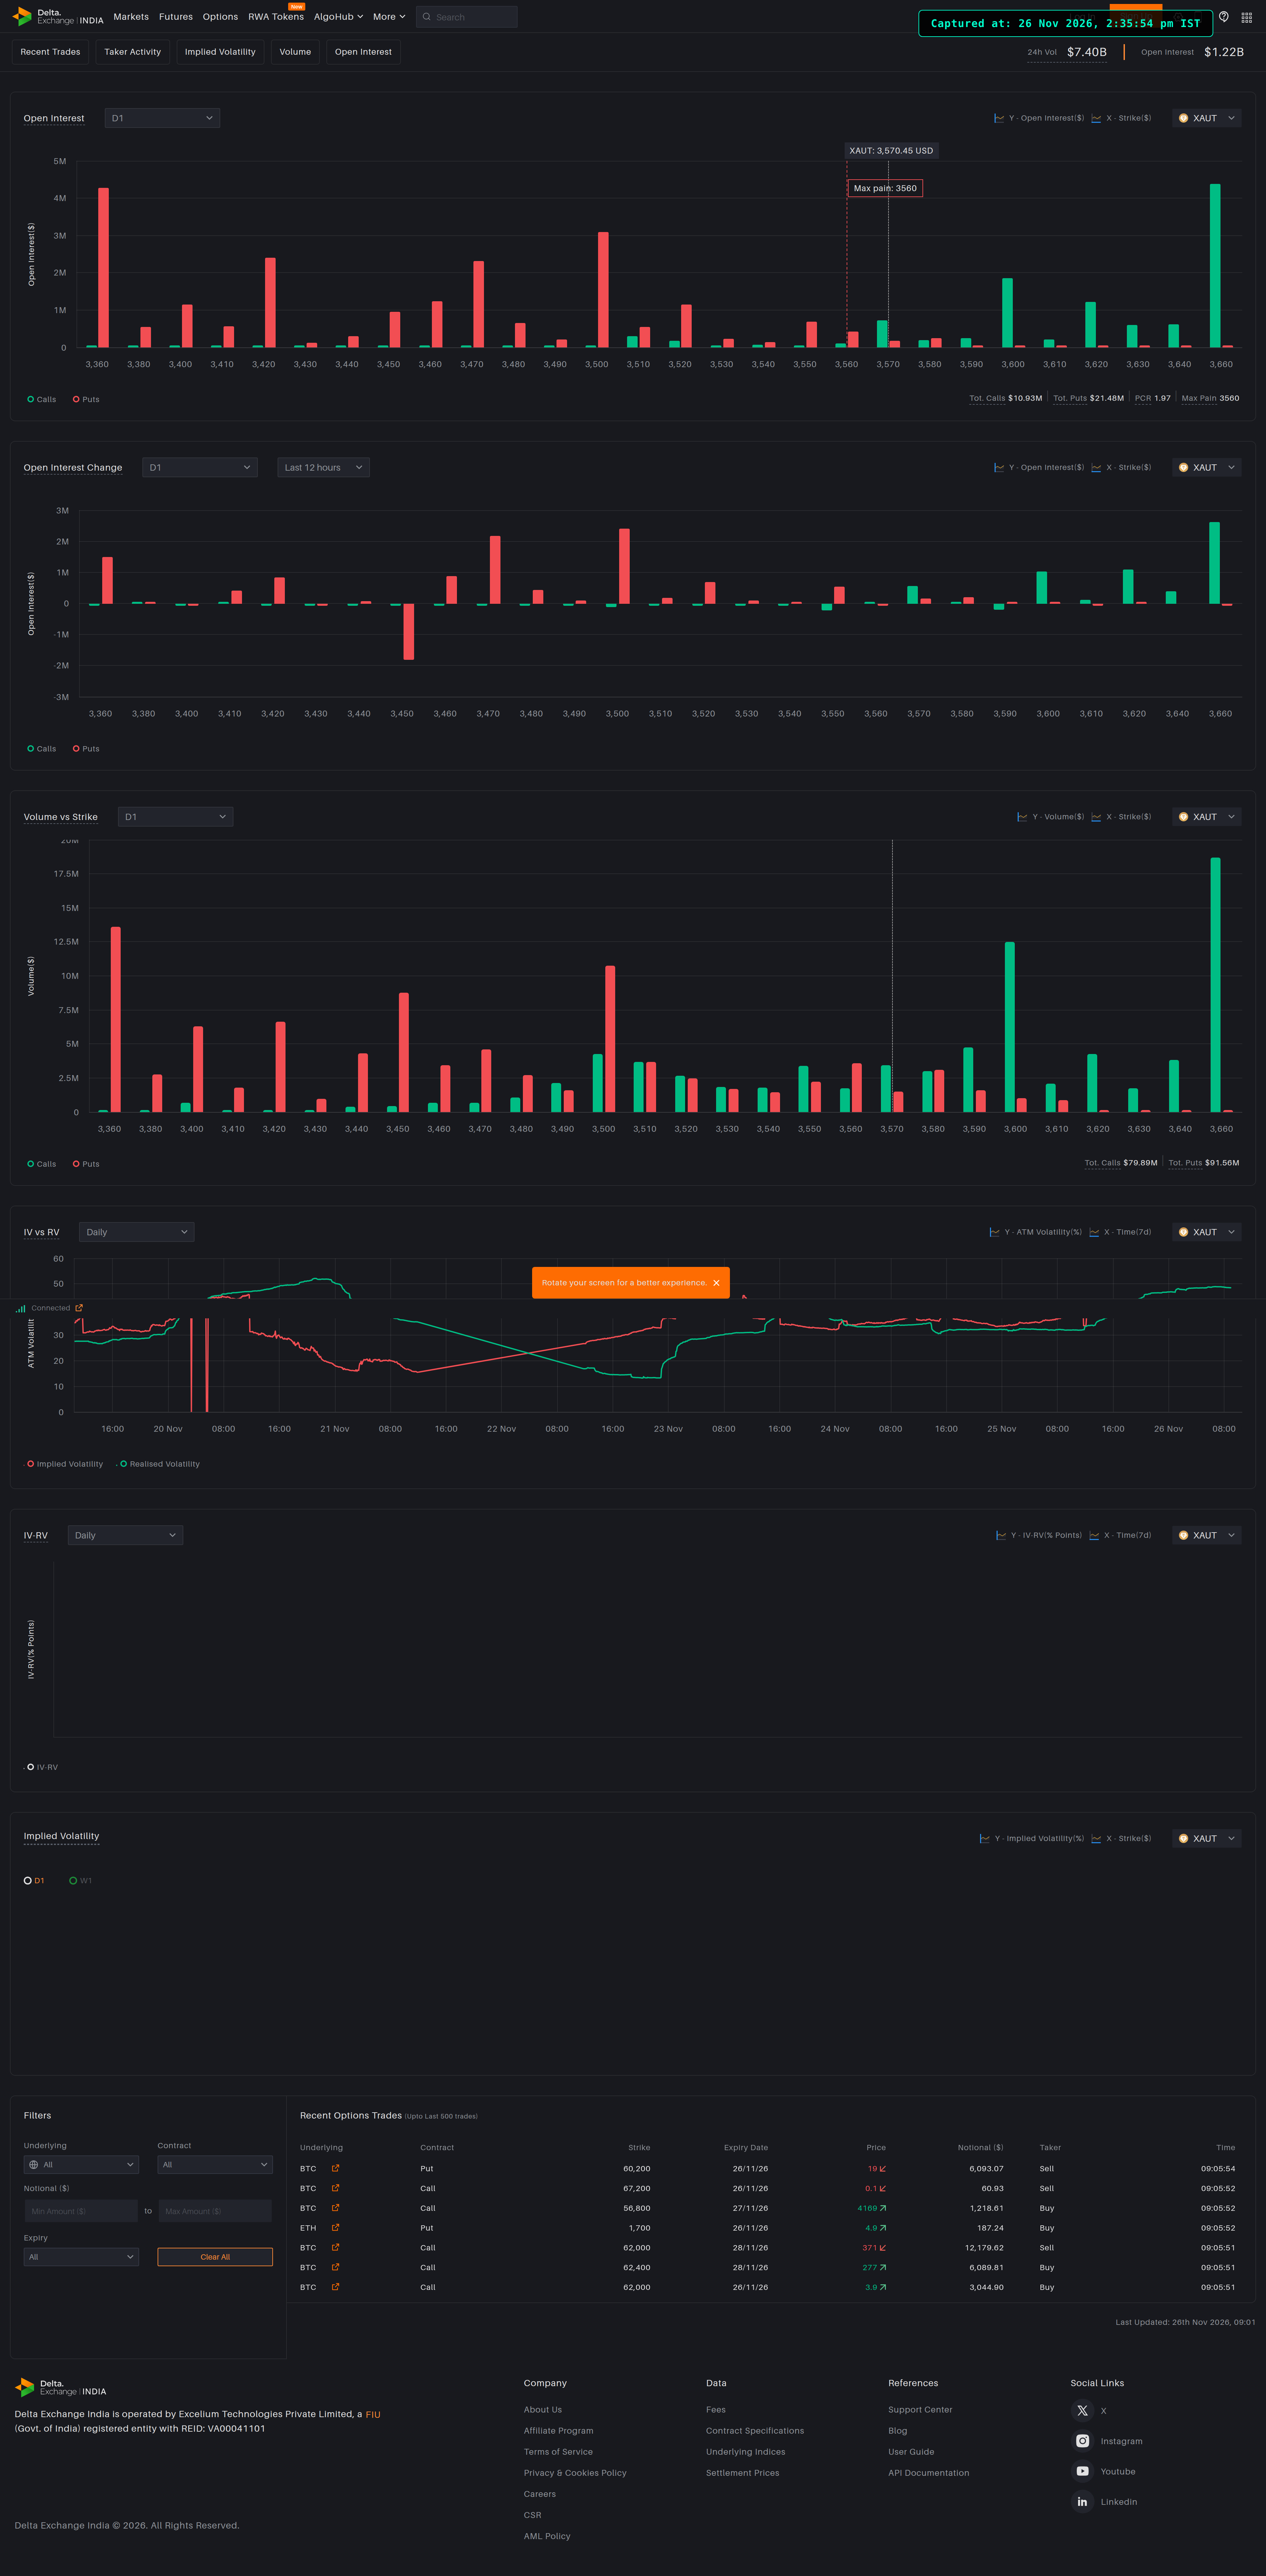 Delta. Exchange | INDIA Markets Futures Options RWA Tokens New AlgoHub More Search
Captured at: 26 Nov 2026, 2:35:54 pm IST
Recent Trades Taker Activity Implied Volatility Volume Open Interest 24h Vol $7.40B Open Interest $1.22B
Open Interest D1 Y - Open Interest($) X - Strike($) XAUT
XAUT: 3,570.45 USD
Max pain: 3560
Open Interest($)
5M
4M
3M
2M
1M
0
3,360 3,380 3,400 3,410 3,420 3,430 3,440 3,450 3,460 3,470 3,480 3,490 3,500 3,510 3,520 3,530 3,540 3,550 3,560 3,570 3,580 3,590 3,600 3,610 3,620 3,630 3,640 3,660
Calls Puts Tot. Calls $10.93M Tot. Puts $21.48M PCR 1.97 Max Pain 3560
Open Interest Change D1 Last 12 hours Y - Open Interest($) X - Strike($) XAUT
Open Interest($)
3M
2M
1M
0
-1M
-2M
-3M
3,360 3,380 3,400 3,410 3,420 3,430 3,440 3,450 3,460 3,470 3,480 3,490 3,500 3,510 3,520 3,530 3,540 3,550 3,560 3,570 3,580 3,590 3,600 3,610 3,620 3,640 3,660
Calls Puts
Volume vs Strike D1 Y - Volume($) X - Strike($) XAUT
Volume($)
20M
17.5M
15M
12.5M
10M
7.5M
5M
2.5M
0
3,360 3,380 3,400 3,410 3,420 3,430 3,440 3,450 3,460 3,470 3,480 3,490 3,500 3,510 3,520 3,530 3,540 3,550 3,560 3,570 3,580 3,590 3,600 3,610 3,620 3,630 3,640 3,660
Calls Puts Tot. Calls $79.89M Tot. Puts $91.56M
IV vs RV Daily Y - ATM Volatility(%) X - Time(7d) XAUT
60
50
Rotate your screen for a better experience.
Connected
ATM Volatilit
30
20
10
0
16:00 20 Nov 08:00 16:00 21 Nov 08:00 16:00 22 Nov 08:00 16:00 23 Nov 08:00 16:00 24 Nov 08:00 16:00 25 Nov 08:00 16:00 26 Nov 08:00
Implied Volatility Realised Volatility
IV-RV Daily Y - IV-RV(% Points) X - Time(7d) XAUT
IV-RV(% Points)
IV-RV
Implied Volatility Y - Implied Volatility(%) X - Strike($) XAUT
D1 W1
Filters
Underlying Contract
All All
Notional ($)
Min Amount ($) to Max Amount ($)
Expiry
All Clear All
Recent Options Trades (Upto Last 500 trades)
Underlying Contract Strike Expiry Date Price Notional ($) Taker Time
BTC Put 60,200 26/11/26 19 6,093.07 Sell 09:05:54
BTC Call 67,200 26/11/26 0.1 60.93 Sell 09:05:52
BTC Call 56,800 27/11/26 4169 1,218.61 Buy 09:05:52
ETH Put 1,700 26/11/26 4.9 187.24 Buy 09:05:52
BTC Call 62,000 28/11/26 371 12,179.62 Sell 09:05:51
BTC Call 62,400 28/11/26 277 6,089.81 Buy 09:05:51
BTC Call 62,000 26/11/26 3.9 3,044.90 Buy 09:05:51
Last Updated: 26th Nov 2026, 09:01
Delta. Exchange | INDIA
Delta Exchange India is operated by Excelium Technologies Private Limited, a FIU
(Govt. of India) registered entity with REID: VA00041101
Delta Exchange India © 2026. All Rights Reserved.
Company
About Us
Affiliate Program
Terms of Service
Privacy & Cookies Policy
Careers
CSR
AML Policy
Data
Fees
Contract Specifications
Underlying Indices
Settlement Prices
References
Support Center
Blog
User Guide
API Documentation
Social Links
X
Instagram
Youtube
Linkedin